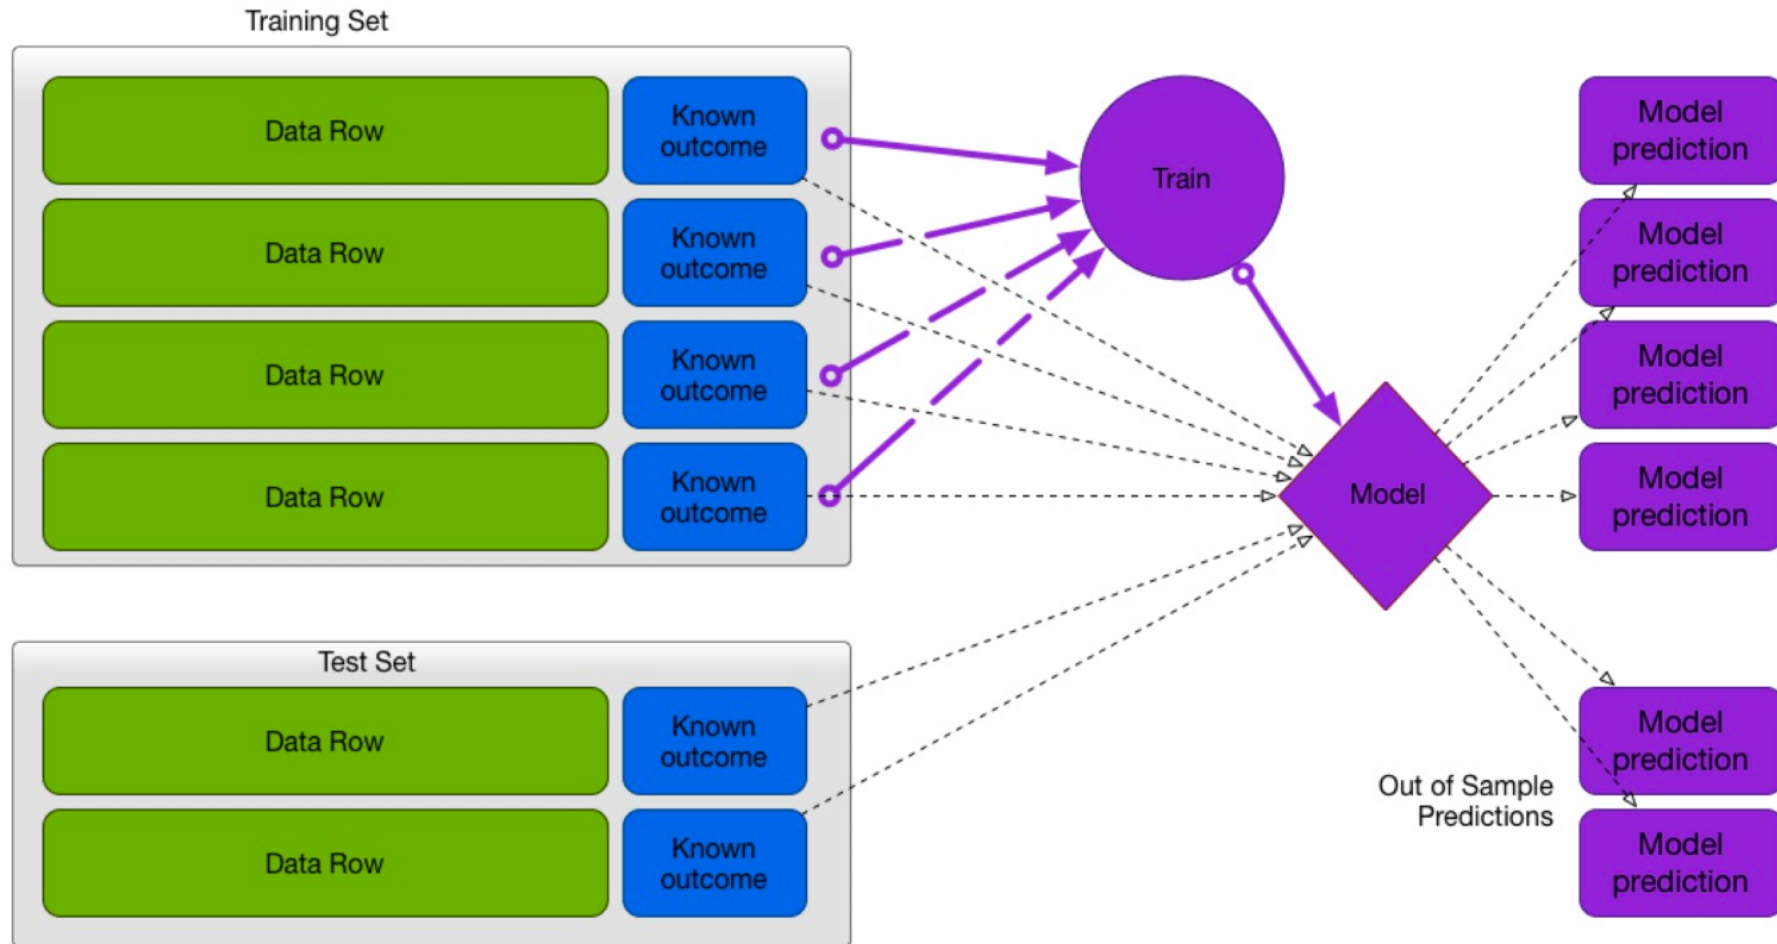 Training Set
Data Row
Known
outcome
Data Row
Known
outcome
Data Row
Known
outcome
Data Row
Known
outcome
Train
Model
Model
prediction
Model
prediction
Model
prediction
Model
prediction
Test Set
Data Row
Known
outcome
Data Row
Known
outcome
Out of Sample
Predictions
Model
prediction
Model
prediction